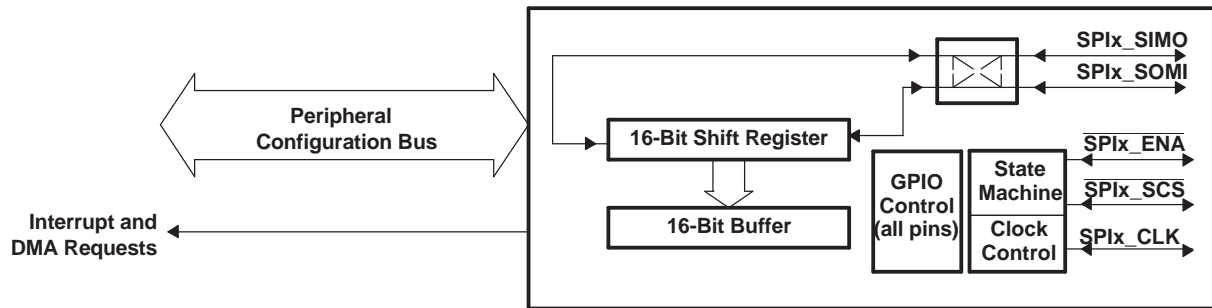 SPIx_SIMO
SPIx_SOMI
Peripheral
Configuration Bus
16-Bit Shift Register
16-Bit Buffer
GPIO
Control
(all pins)
State
Machine
Clock
Control
SPIx_ENA
SPIx_SCS
SPIx_CLK
Interrupt and
DMA Requests